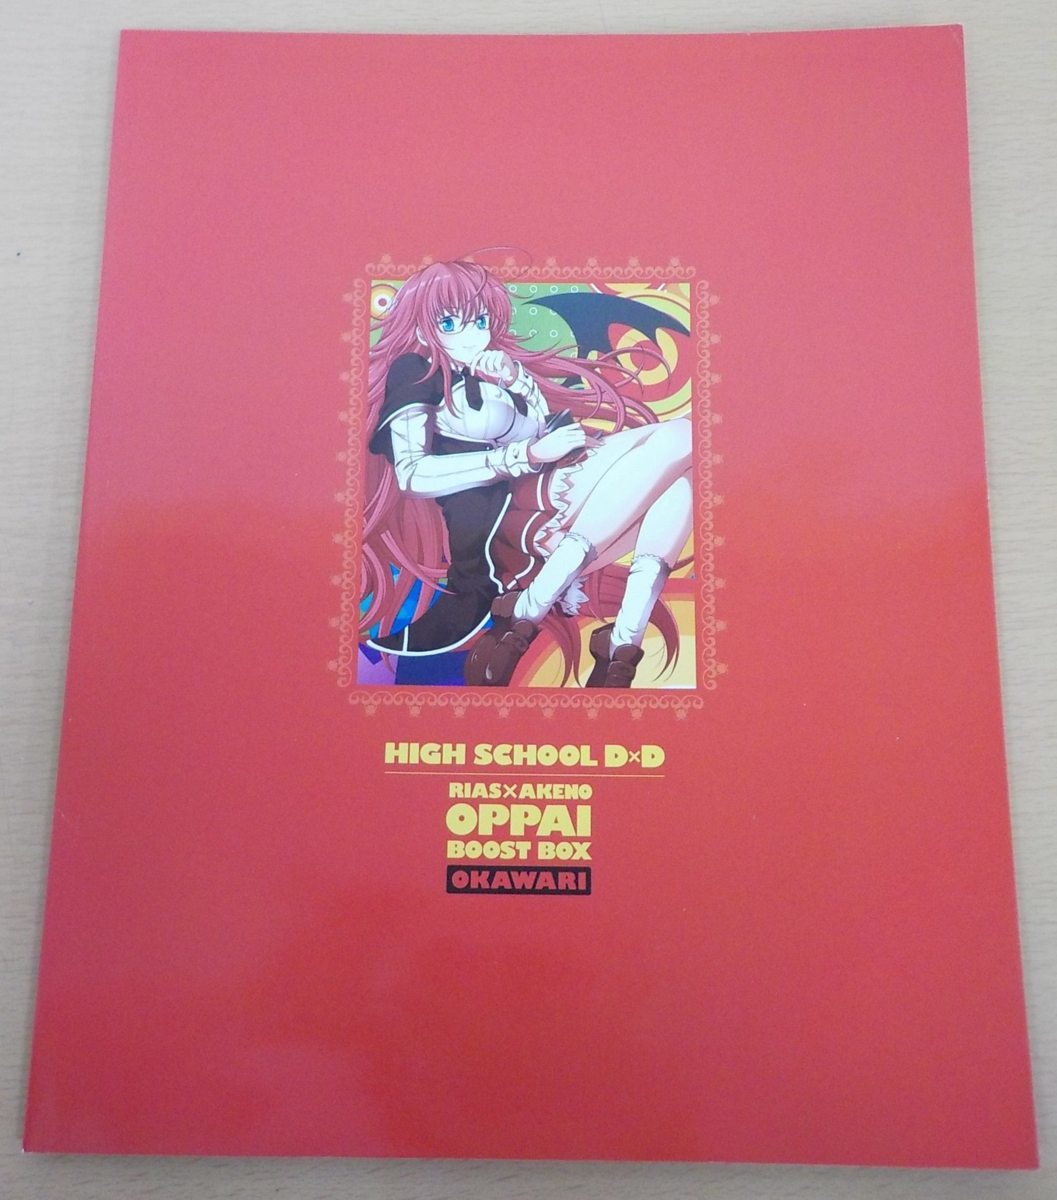 HIGH SCHOOL D×D
RIAS×AKENO
OPPAI
BOOST BOX
OKAWARI